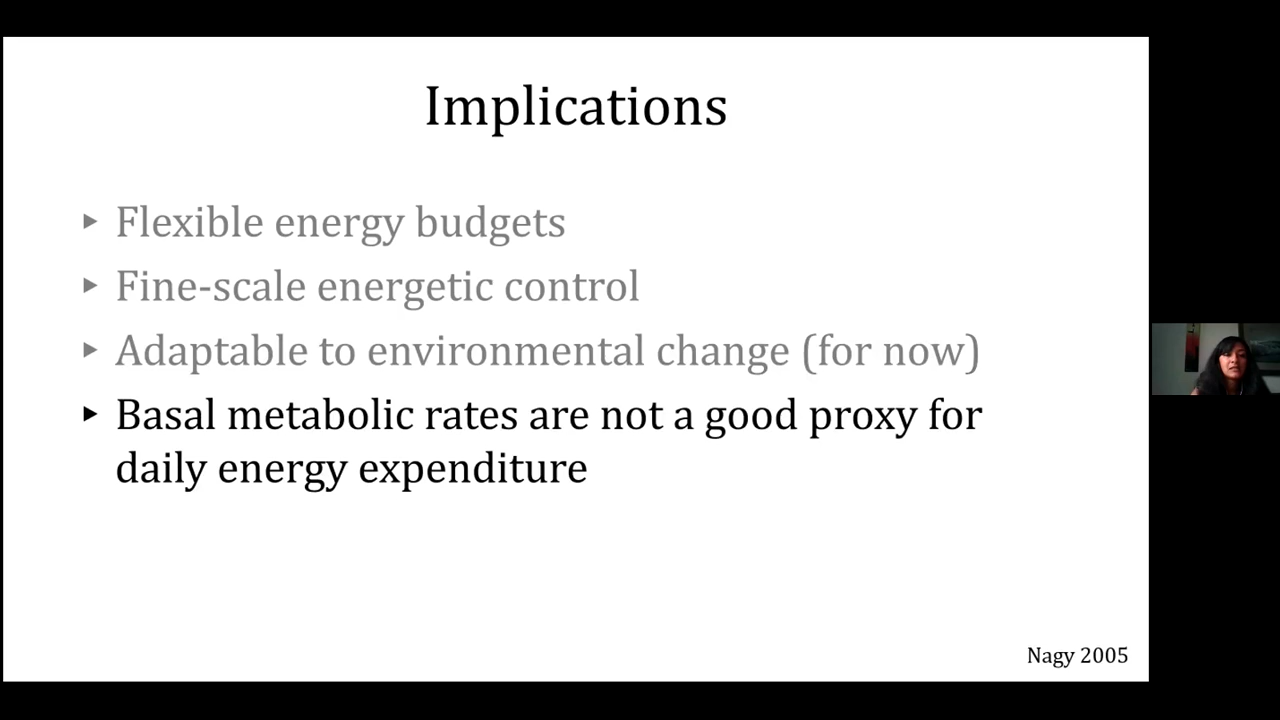 Implications
▸ Flexible energy budgets
▸ Fine-scale energetic control
▸ Adaptable to environmental change (for now)
▸ Basal metabolic rates are not a good proxy for
daily energy expenditure
Nagy 2005